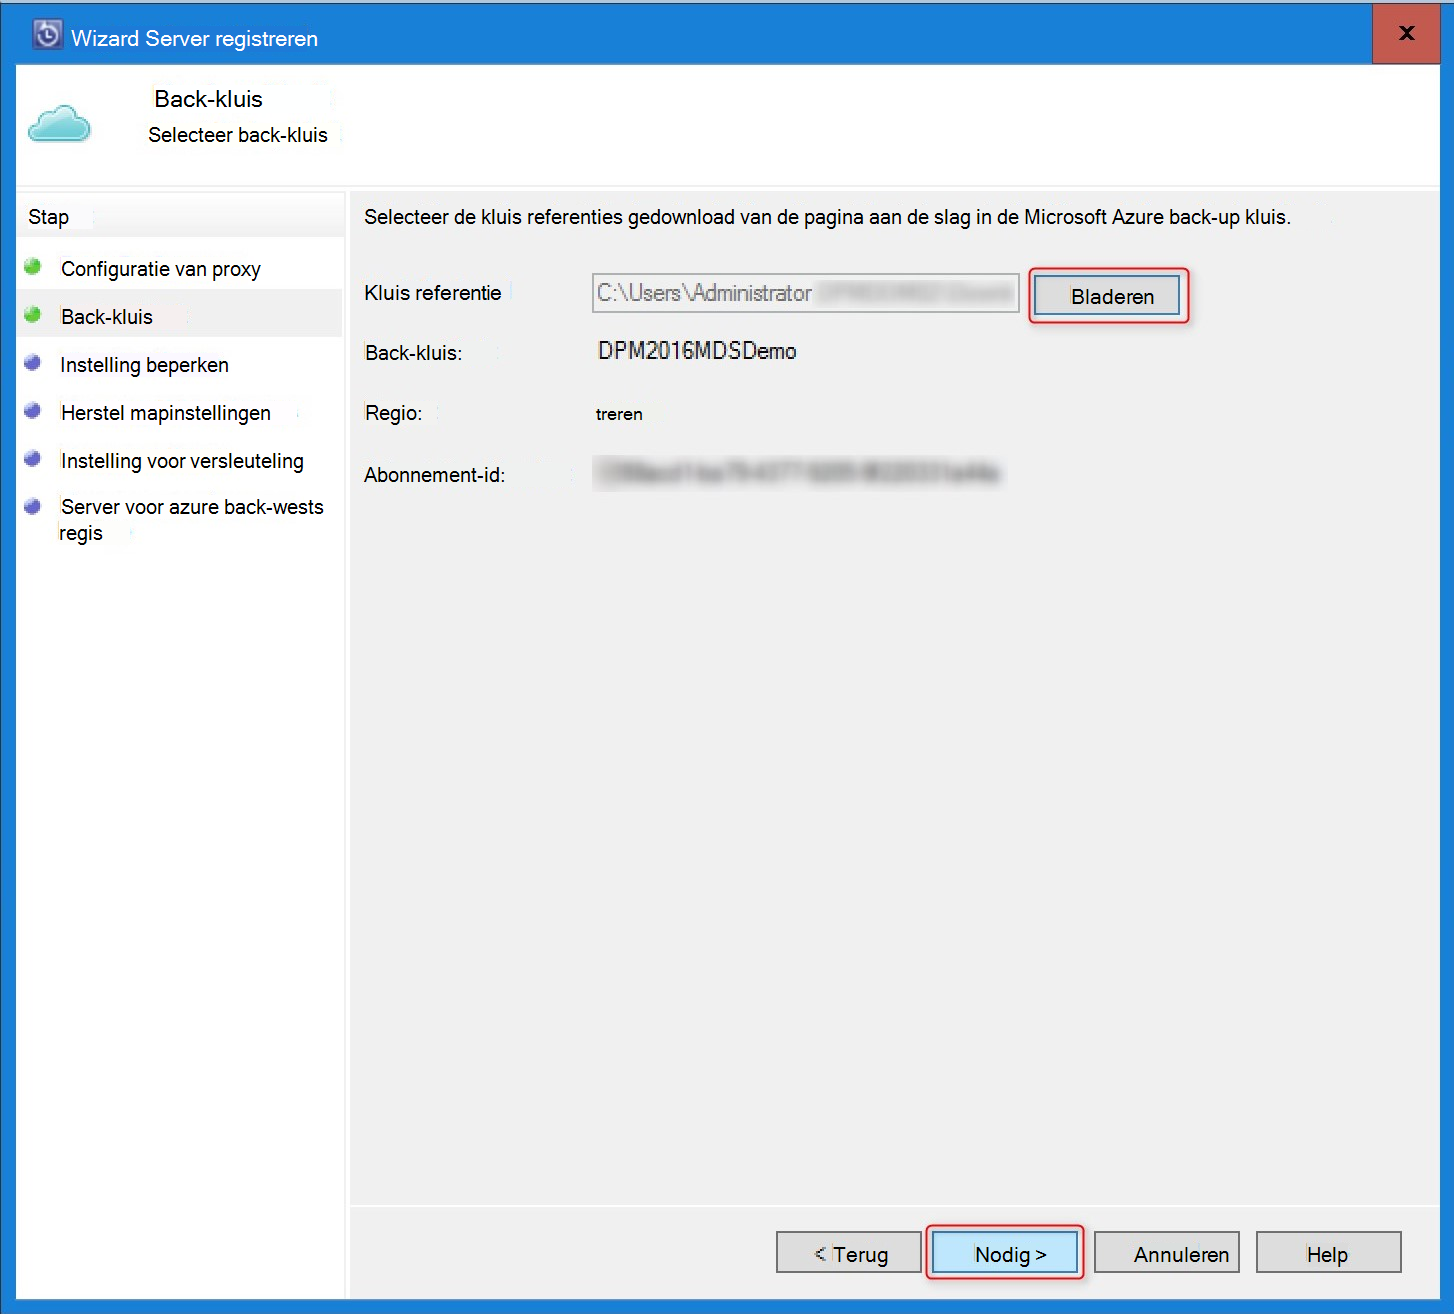 Wizard Server registreren
x
Back-kluis
Selecteer back-kluis
Stap
Configuratie van proxy
Back-kluis
Instelling beperken
Herstel mapinstellingen
Instelling voor versleuteling
Server voor azure back-wests
regis
Selecteer de kluis referenties gedownload van de pagina aan de slag in de Microsoft Azure back-up kluis.
Kluis referentie
C:\Users\Administrator
Bladeren
Back-kluis:
DPM2016MDSDemo
Regio:
treren
Abonnement-id:
< Terug
Nodig >
Annuleren
Help